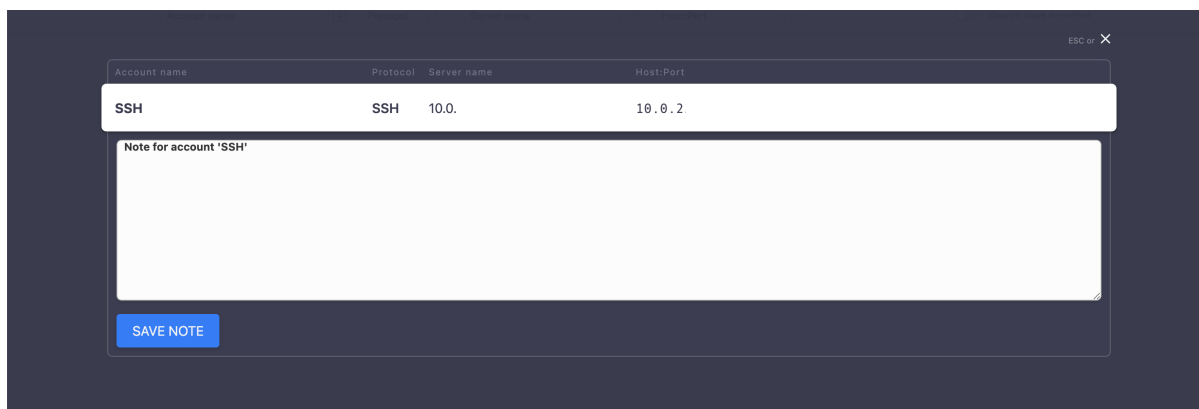 ESC or ✕
Account name Protocol Server name Host:Port
SSH SSH 10.0. 10.0.2
Note for account 'SSH'
SAVE NOTE